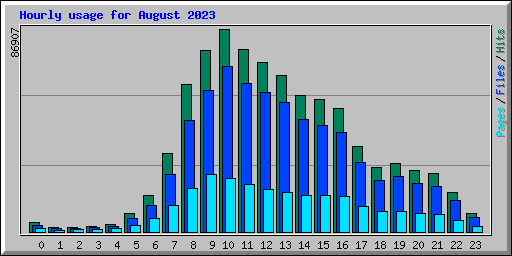 Hourly usage for August 2023
86907
Pages/Files/Hits
0 1 2 3 4 5 6 7 8 9 10 11 12 13 14 15 16 17 18 19 20 21 22 23